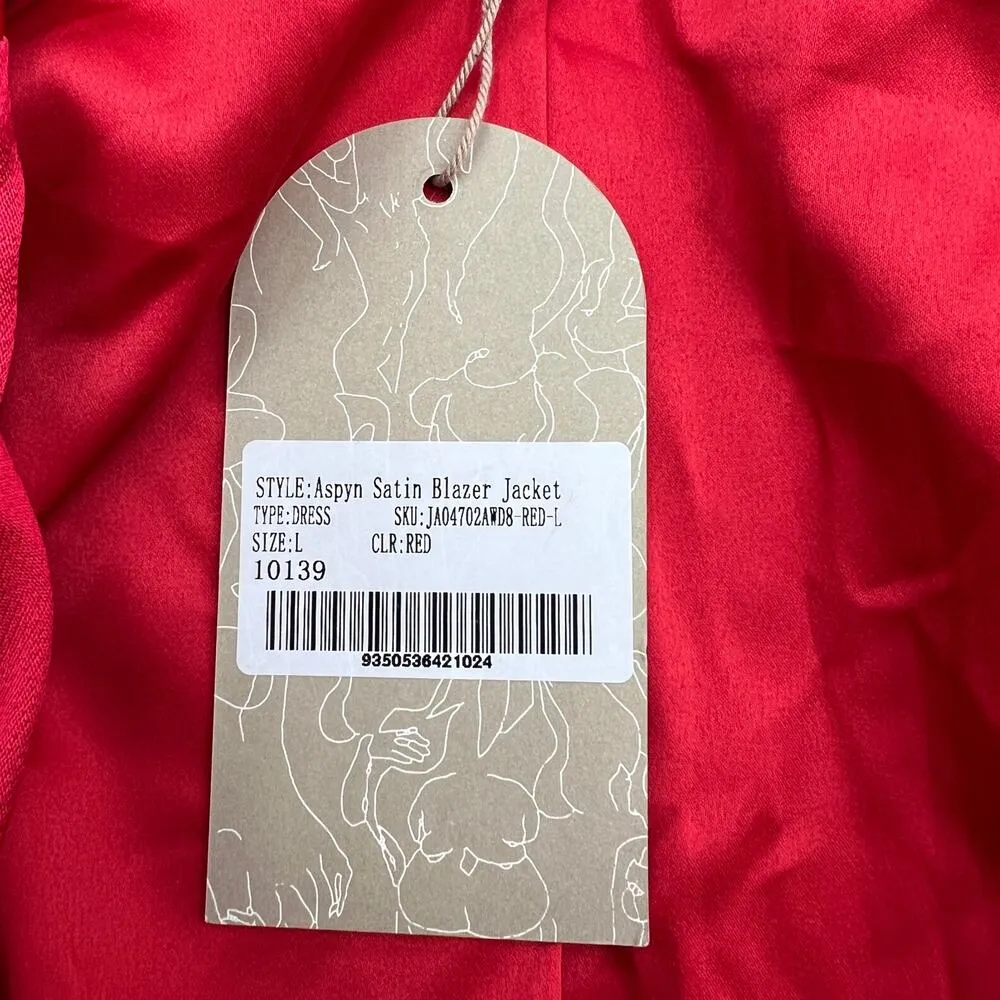 STYLE:Aspyn Satin Blazer Jacket
TYPE:DRESS SKU:JA04702AWD8-RED-L
SIZE:L CLR:RED
10139
9350536421024